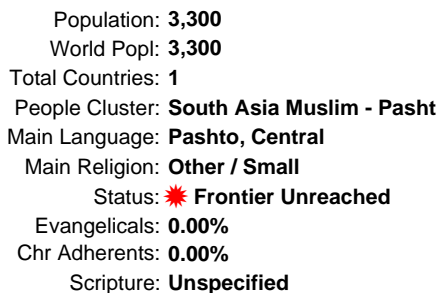 Population: 3,300
World Popl: 3,300
Total Countries: 1
People Cluster: South Asia Muslim - Pasht
Main Language: Pashto, Central
Main Religion: Other / Small
Status: Frontier Unreached
Evangelicals: 0.00%
Chr Adherents: 0.00%
Scripture: Unspecified